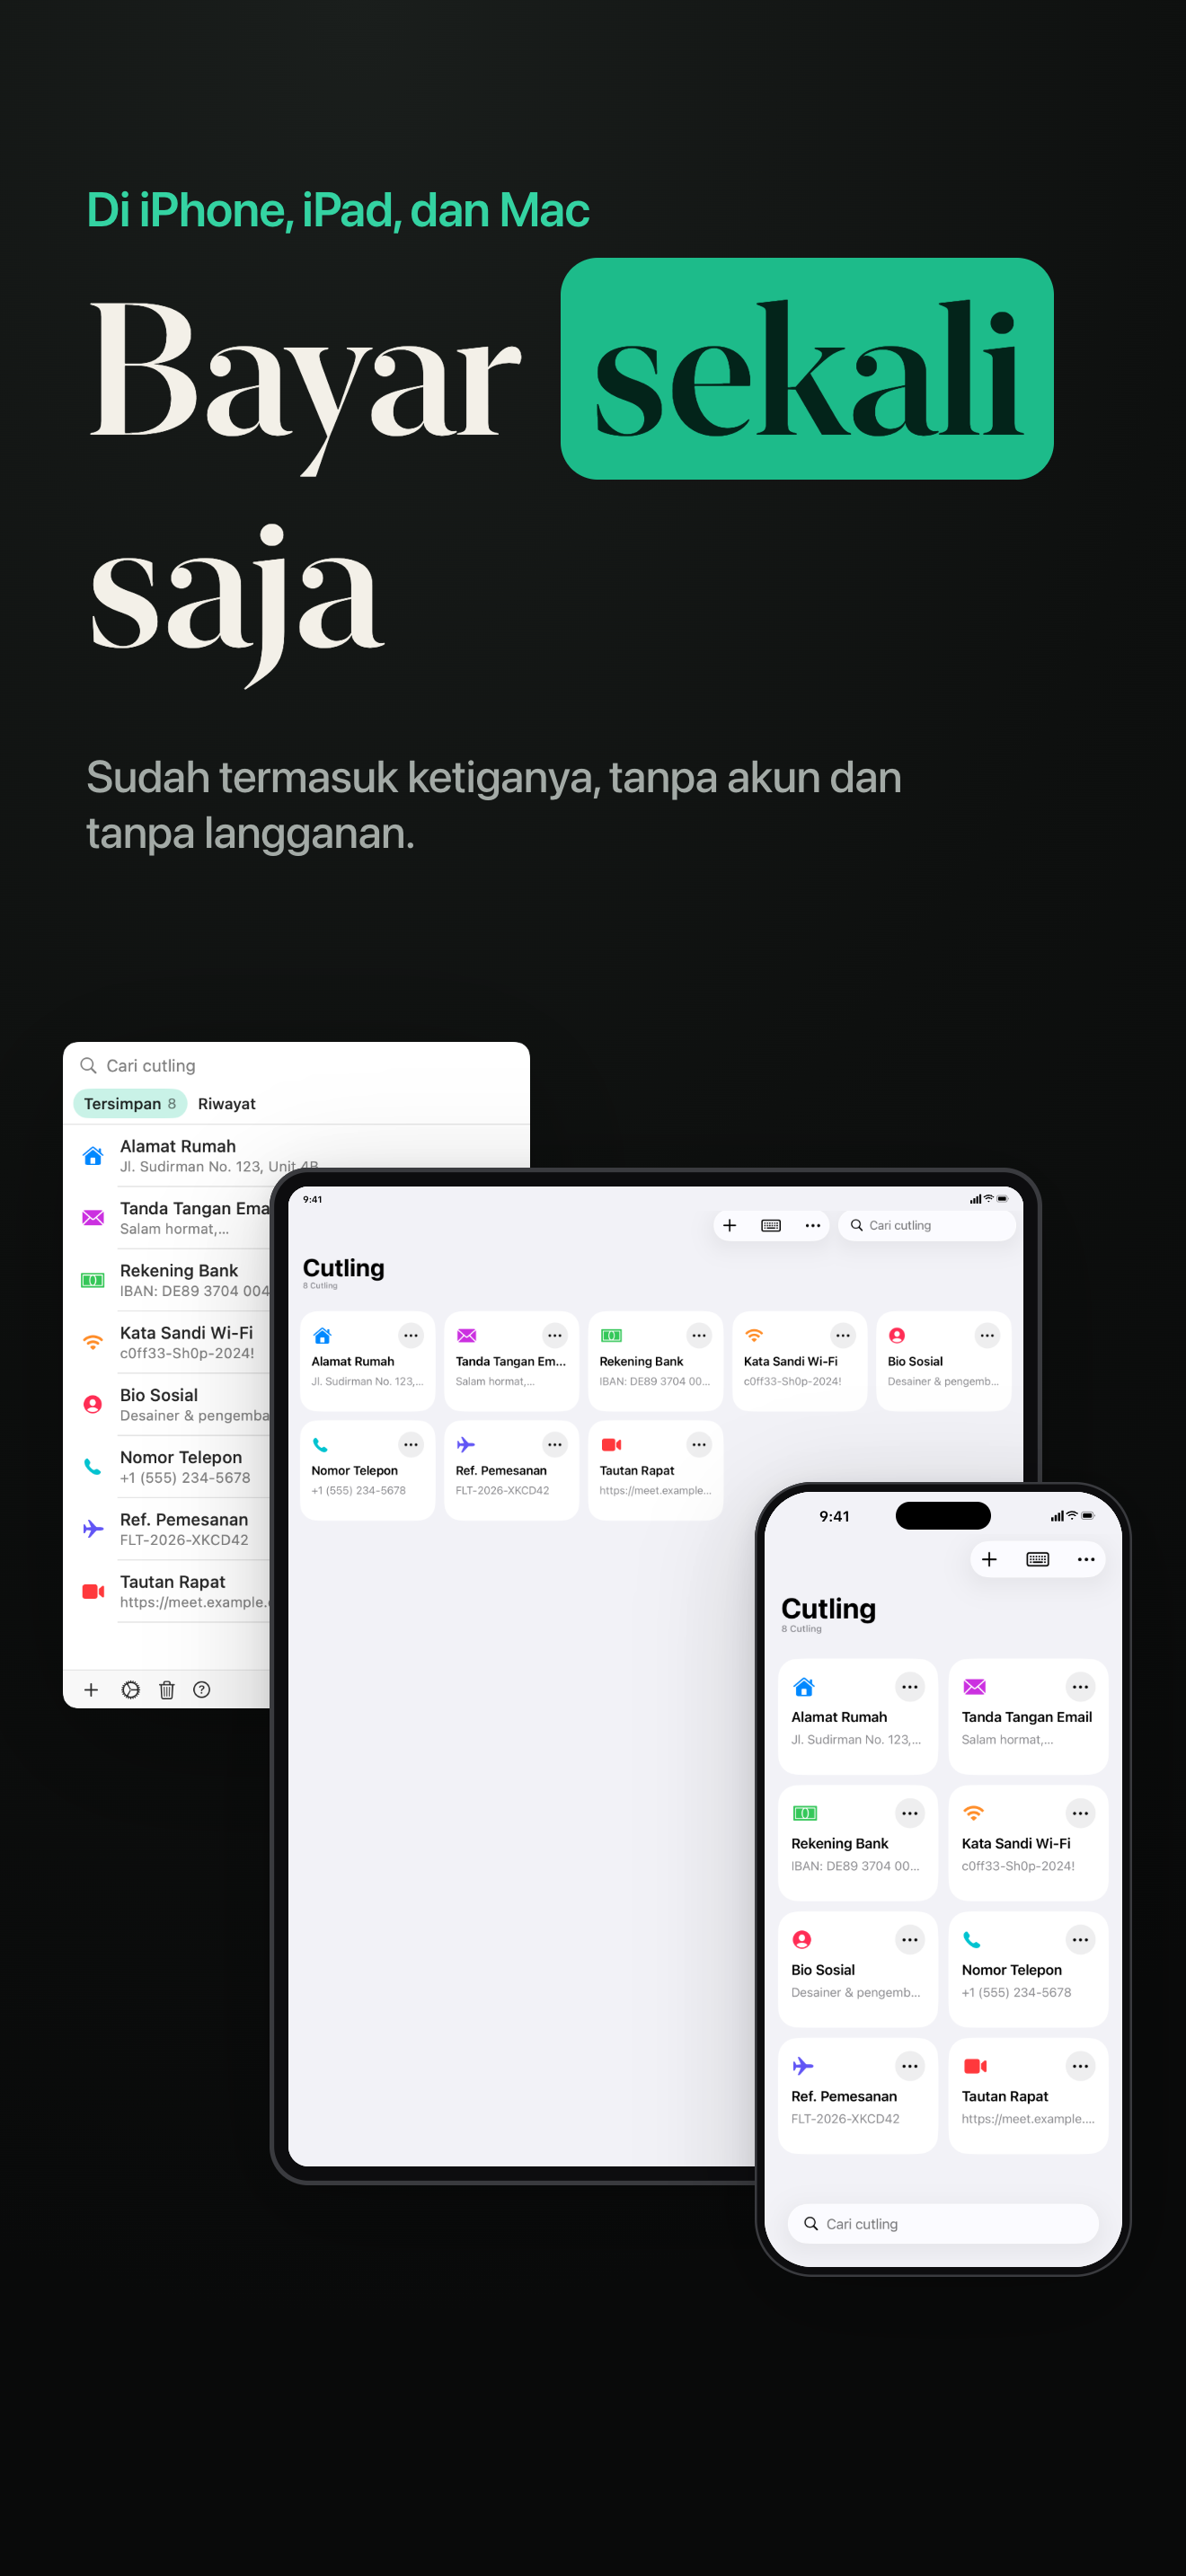 Di iPhone, iPad, dan Mac
Bayar sekali
saja
Sudah termasuk ketiganya, tanpa akun dan
tanpa langganan.
Cari cutling
Tersimpan 8 Riwayat
Alamat Rumah
Jl. Sudirman No. 123, Unit 4B
Tanda Tangan Ema
Salam hormat,...
Rekening Bank
IBAN: DE89 3704 004
Kata Sandi Wi-Fi
c0ff33-Sh0p-2024!
Bio Sosial
Desainer & pengemba
Nomor Telepon
+1 (555) 234-5678
Ref. Pemesanan
FLT-2026-XKCD42
Tautan Rapat
https://meet.example.
9:41
Cari cutling
Cutling
8 Cutling
Alamat Rumah
Jl. Sudirman No. 123,...
Tanda Tangan Em...
Salam hormat,...
Rekening Bank
IBAN: DE89 3704 00...
Kata Sandi Wi-Fi
c0ff33-Sh0p-2024!
Bio Sosial
Desainer & pengemb...
Nomor Telepon
+1 (555) 234-5678
Ref. Pemesanan
FLT-2026-XKCD42
Tautan Rapat
https://meet.example...
9:41
Cutling
8 Cutling
Alamat Rumah
Jl. Sudirman No. 123,...
Tanda Tangan Email
Salam hormat,...
Rekening Bank
IBAN: DE89 3704 00...
Kata Sandi Wi-Fi
c0ff33-Sh0p-2024!
Bio Sosial
Desainer & pengemb...
Nomor Telepon
+1 (555) 234-5678
Ref. Pemesanan
FLT-2026-XKCD42
Tautan Rapat
https://meet.example....
Cari cutling